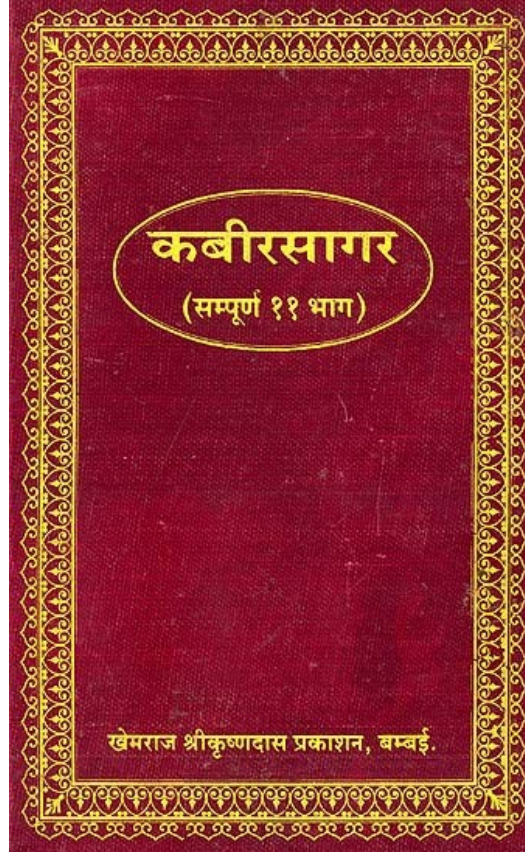 कबीरसागर
(सम्पूर्ण ११ भाग)
खेमराज श्रीकृष्णदास प्रकाशन, बम्बई.